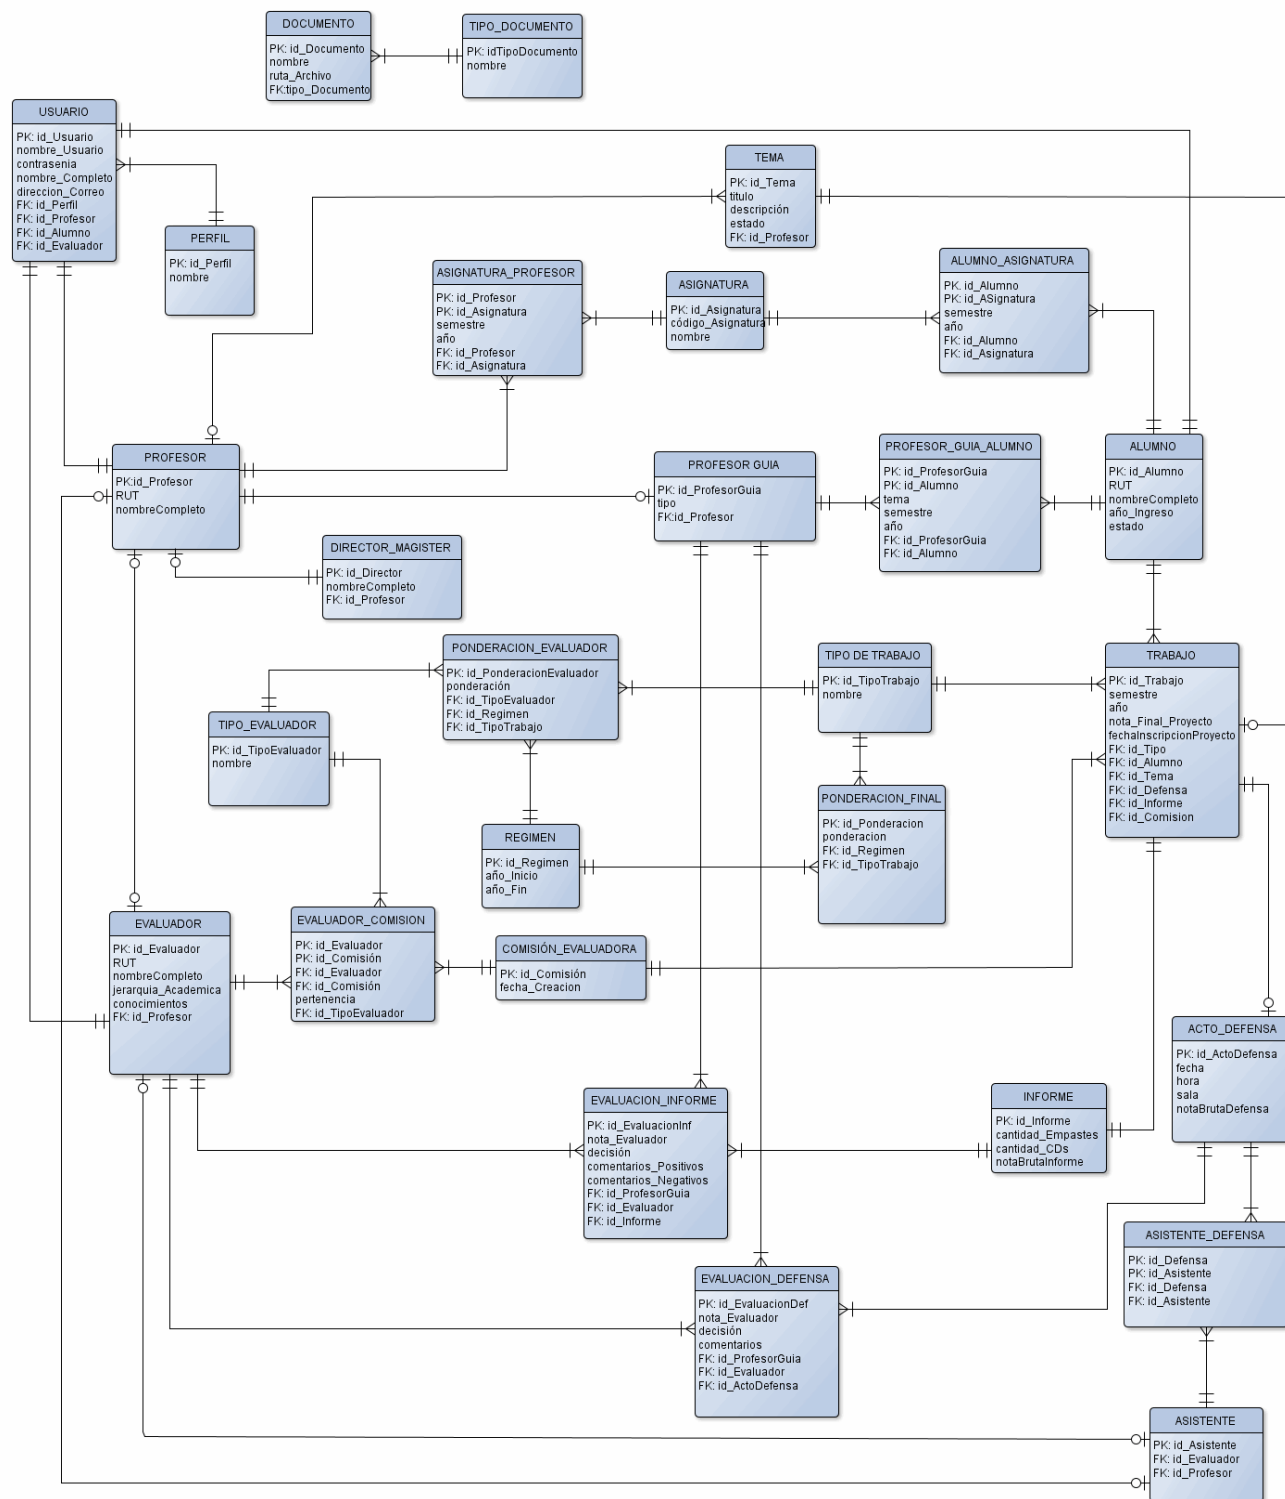 DOCUMENTO
PK: id_Documento
nombre
ruta_Archivo
FK:tipo_Documento
TIPO_DOCUMENTO
PK: idTipoDocumento
nombre
USUARIO
PK: id_Usuario
nombre_Usuario
contrasenia
nombre_Completo
direccion_Correo
FK: id_Perfil
FK: id_Profesor
FK: id_Alumno
FK: id_Evaluador
PERFIL
PK: id_Perfil
nombre
TEMA
PK: id_Tema
titulo
descripción
estado
FK: id_Profesor
ASIGNATURA_PROFESOR
PK: id_Profesor
PK: id_Asignatura
semestre
año
FK: id_Profesor
FK: id_Asignatura
ASIGNATURA
PK: id_Asignatura
código_Asignatura
nombre
ALUMNO_ASIGNATURA
PK: id_Alumno
PK: id_ASignatura
semestre
año
FK: id_Alumno
FK: id_Asignatura
PROFESOR
PK:id_Profesor
RUT
nombreCompleto
PROFESOR GUIA
PK: id_ProfesorGuia
tipo
FK:id_Profesor
PROFESOR_GUIA_ALUMNO
PK: id_ProfesorGuia
PK: id_Alumno
tema
semestre
año
FK: id_ProfesorGuia
FK: id_Alumno
ALUMNO
PK: id_Alumno
RUT
nombreCompleto
año_Ingreso
estado
DIRECTOR_MAGISTER
PK: id_Director
nombreCompleto
FK: id_Profesor
PONDERACION_EVALUADOR
PK: id_PonderacionEvaluador
ponderación
FK: id_TipoEvaluador
FK: id_Regimen
FK: id_TipoTrabajo
TIPO DE TRABAJO
PK: id_TipoTrabajo
nombre
TRABAJO
PK: id_Trabajo
semestre
año
nota_Final_Proyecto
fechaInscripcionProyecto
FK: id_Tipo
FK: id_Alumno
FK: id_Tema
FK: id_Defensa
FK: id_Informe
FK: id_Comision
TIPO_EVALUADOR
PK: id_TipoEvaluador
nombre
REGIMEN
PK: id_Regimen
año_Inicio
año_Fin
PONDERACION_FINAL
PK: id_Ponderacion
ponderacion
FK: id_Regimen
FK: id_TipoTrabajo
EVALUADOR
PK: id_Evaluador
RUT
nombreCompleto
jerarquia_Academica
conocimientos
FK: id_Profesor
EVALUADOR_COMISION
PK: id_Evaluador
PK: id_Comisión
FK: id_Evaluador
FK: id_Comisión
pertenencia
FK: id_TipoEvaluador
COMISIÓN_EVALUADORA
PK: id_Comisión
fecha_Creacion
ACTO_DEFENSA
PK: id_ActoDefensa
fecha
hora
sala
notaBrutaDefensa
EVALUACION_INFORME
PK: id_EvaluacionInf
nota_Evaluador
decisión
comentarios_Positivos
comentarios_Negativos
FK: id_ProfesorGuia
FK: id_Evaluador
FK: id_Informe
INFORME
PK: id_Informe
cantidad_Empastes
cantidad_CDs
notaBrutaInforme
ASISTENTE_DEFENSA
PK: id_Defensa
PK: id_Asistente
FK: id_Defensa
FK: id_Asistente
EVALUACION_DEFENSA
PK: id_EvaluacionDef
nota_Evaluador
decisión
comentarios
FK: id_ProfesorGuia
FK: id_Evaluador
FK: id_ActoDefensa
ASISTENTE
PK: id_Asistente
FK: id_Evaluador
FK: id_Profesor